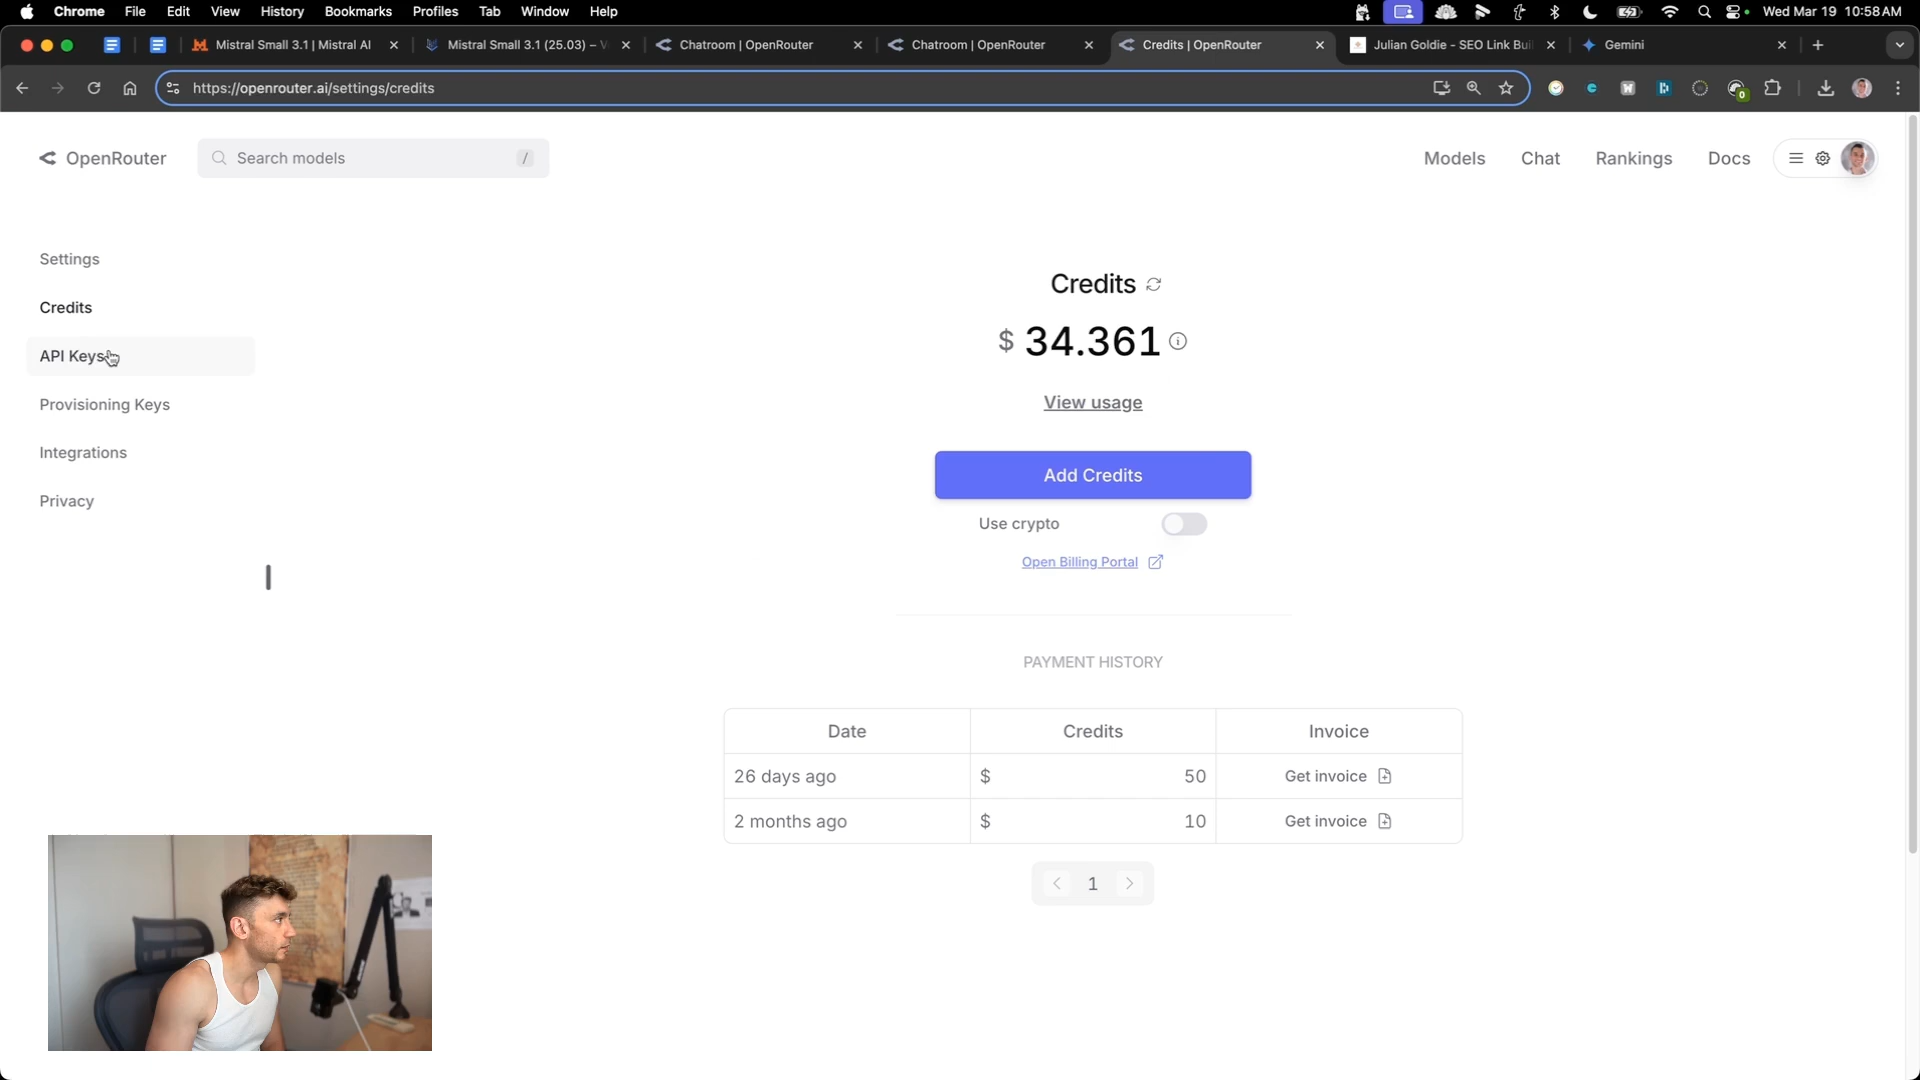 Chrome File Edit View History Bookmarks Profiles Tab Window Help Wed Mar 19 10:58 AM
Mistral Small 3.1 | Mistral AI Mistral Small 3.1 (25.03) – V Chatroom | OpenRouter Chatroom | OpenRouter Credits | OpenRouter Julian Goldie - SEO Link Bui Gemini
https://openrouter.ai/settings/credits
0
OpenRouter Search models / Models Chat Rankings Docs
Settings
Credits
API Keys
Provisioning Keys
Integrations
Privacy
Credits
$ 34.361
View usage
Add Credits
Use crypto
Open Billing Portal
PAYMENT HISTORY
Date Credits Invoice
26 days ago $ 50 Get invoice
2 months ago $ 10 Get invoice
1